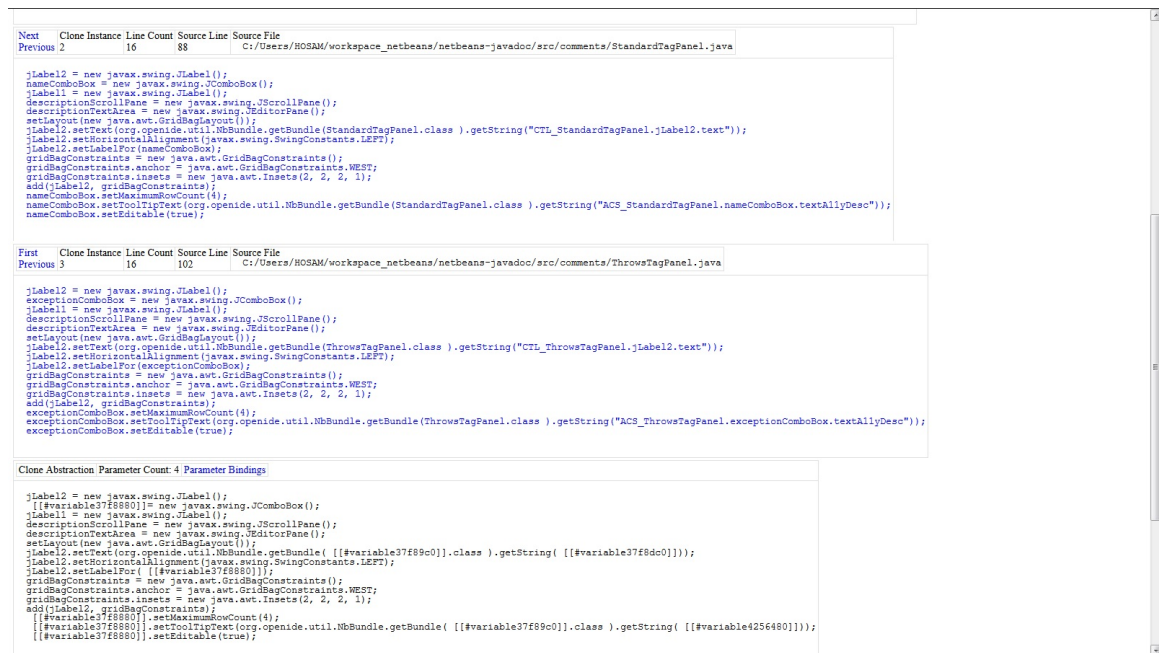 Next Clone Instance Line Count Source Line Source File
Previous 2 16 88 C:/Users/HOSAM/workspace_netbeans/netbeans-javadoc/src/comments/StandardTagPanel.java
jLabel2 = new javax.swing.JLabel();
nameComboBox = new javax.swing.JComboBox();
jLabel1 = new javax.swing.JLabel();
descriptionScrollPane = new javax.swing.JScrollPane();
descriptionTextArea = new javax.swing.JEditorPane();
setLayout(new java.awt.GridBagLayout());
jLabel2.setText(org.openide.util.NbBundle.getBundle(StandardTagPanel.class ).getString("CTL_StandardTagPanel.jLabel2.text"));
jLabel2.setHorizontalAlignment(javax.swing.SwingConstants.LEFT);
jLabel2.setLabelFor(nameComboBox);
gridBagConstraints = new java.awt.GridBagConstraints();
gridBagConstraints.anchor = java.awt.GridBagConstraints.WEST;
gridBagConstraints.insets = new java.awt.Insets(2, 2, 2, 1);
add(jLabel2, gridBagConstraints);
nameComboBox.setMaximumRowCount(4);
nameComboBox.setToolTipText(org.openide.util.NbBundle.getBundle(StandardTagPanel.class ).getString("ACS_StandardTagPanel.nameComboBox.textA11yDesc"));
nameComboBox.setEditable(true);
First Clone Instance Line Count Source Line Source File
Previous 3 16 102 C:/Users/HOSAM/workspace_netbeans/netbeans-javadoc/src/comments/ThrowsTagPanel.java
jLabel2 = new javax.swing.JLabel();
exceptionComboBox = new javax.swing.JComboBox();
jLabel1 = new javax.swing.JLabel();
descriptionScrollPane = new javax.swing.JScrollPane();
descriptionTextArea = new javax.swing.JEditorPane();
setLayout(new java.awt.GridBagLayout());
jLabel2.setText(org.openide.util.NbBundle.getBundle(ThrowsTagPanel.class ).getString("CTL_ThrowsTagPanel.jLabel2.text"));
jLabel2.setHorizontalAlignment(javax.swing.SwingConstants.LEFT);
jLabel2.setLabelFor(exceptionComboBox);
gridBagConstraints = new java.awt.GridBagConstraints();
gridBagConstraints.anchor = java.awt.GridBagConstraints.WEST;
gridBagConstraints.insets = new java.awt.Insets(2, 2, 2, 1);
add(jLabel2, gridBagConstraints);
exceptionComboBox.setMaximumRowCount(4);
exceptionComboBox.setToolTipText(org.openide.util.NbBundle.getBundle(ThrowsTagPanel.class ).getString("ACS_ThrowsTagPanel.exceptionComboBox.textA11yDesc"));
exceptionComboBox.setEditable(true);
Clone Abstraction Parameter Count: 4 Parameter Bindings
jLabel2 = new javax.swing.JLabel();
[[#variable37f8880]]= new javax.swing.JComboBox();
jLabel1 = new javax.swing.JLabel();
descriptionScrollPane = new javax.swing.JScrollPane();
descriptionTextArea = new javax.swing.JEditorPane();
setLayout(new java.awt.GridBagLayout());
jLabel2.setText(org.openide.util.NbBundle.getBundle( [[#variable37f89c0]].class ).getString( [[#variable37f8dc0]]));
jLabel2.setHorizontalAlignment(javax.swing.SwingConstants.LEFT);
jLabel2.setLabelFor( [[#variable37f8880]]);
gridBagConstraints = new java.awt.GridBagConstraints();
gridBagConstraints.anchor = java.awt.GridBagConstraints.WEST;
gridBagConstraints.insets = new java.awt.Insets(2, 2, 2, 1);
add(jLabel2, gridBagConstraints);
[[#variable37f8880]].setMaximumRowCount(4);
[[#variable37f8880]].setToolTipText(org.openide.util.NbBundle.getBundle( [[#variable37f89c0]].class ).getString( [[#variable4256480]]));
[[#variable37f8880]].setEditable(true);